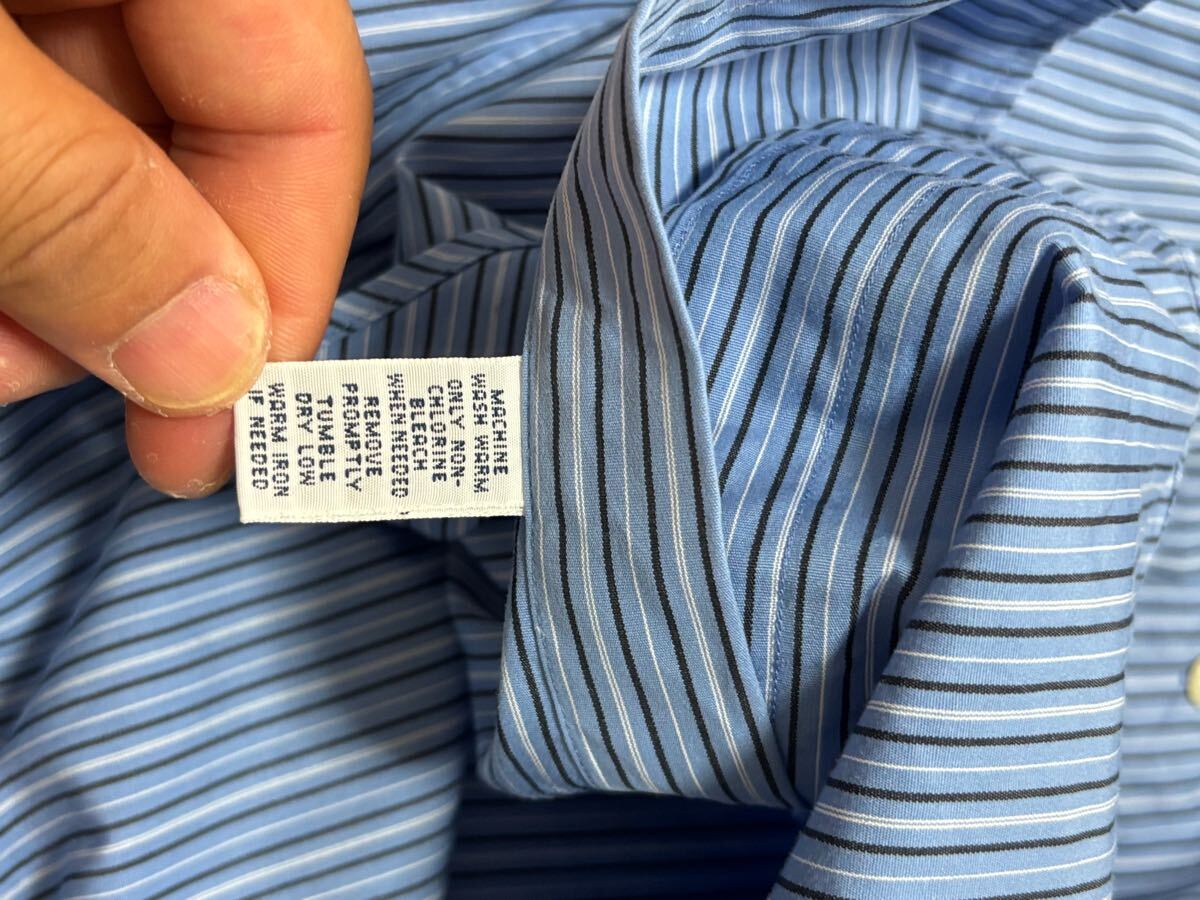 MACHINE
WASH WARM
ONLY NON-
CHLORINE
BLEACH
WHEN NEEDED
REMOVE
PROMPTLY
TUMBLE
DRY LOW
WARM IRON
IF NEEDED